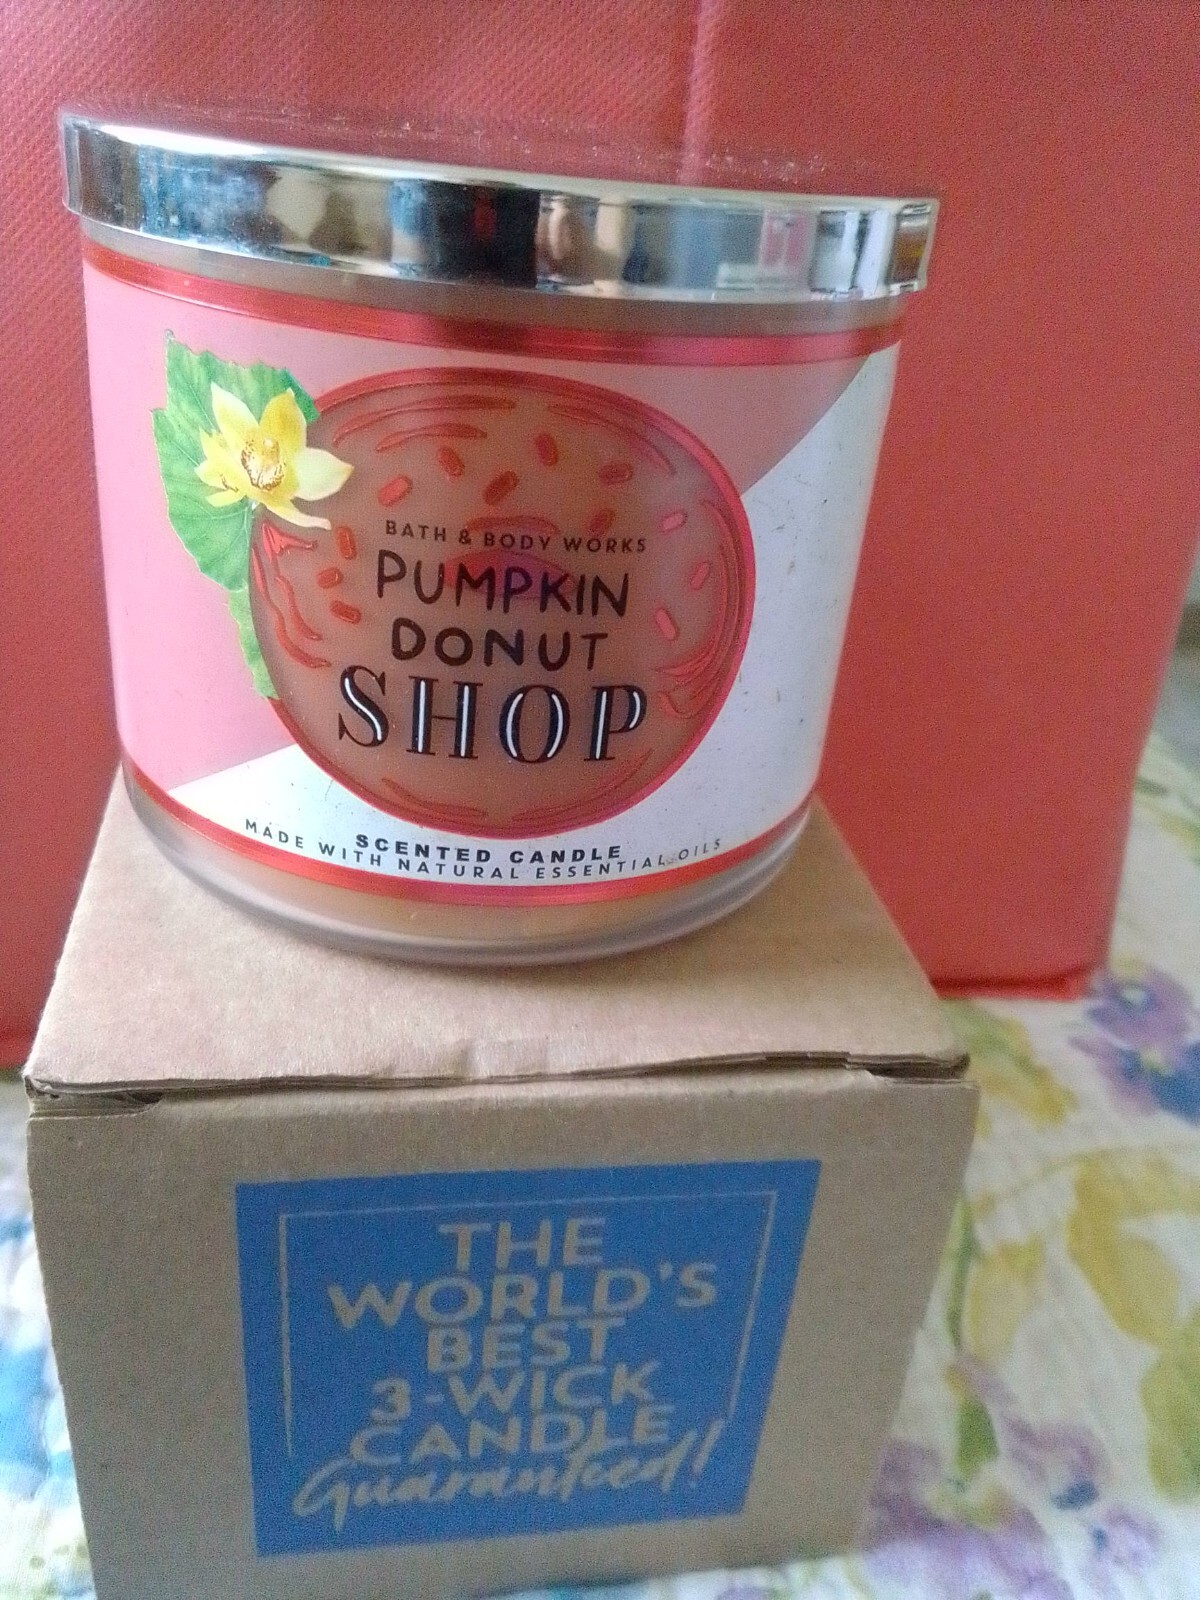 BATH & BODY WORKS
PUMPKIN
DONUT
SHOP
SCENTED CANDLE
MADE WITH NATURAL ESSENTIAL OILS
THE
WORLD'S
BEST
3-WICK
CANDLE
Guaranteed!